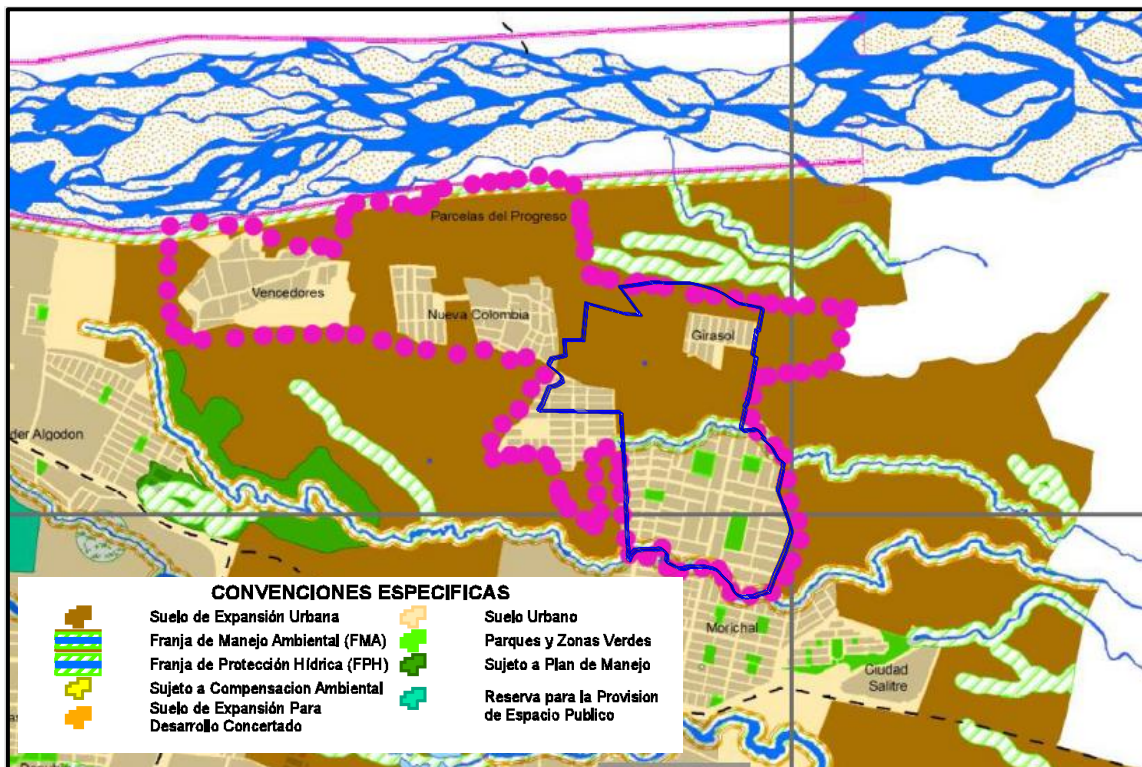 Parcelas del Progreso
Vencedores
Nueva Colombia
Girasol
der Algodon
Morichal
Ciudad
Salitre
CONVENCIONES ESPECIFICAS
Suelo de Expansión Urbana
Franja de Manejo Ambiental (FMA)
Franja de Protección Hídrica (FPH)
Sujeto a Compensacion Ambiental
Suelo de Expansión Para
Desarrollo Concertado
Suelo Urbano
Parques y Zonas Verdes
Sujeto a Plan de Manejo
Reserva para la Provision
de Espacio Publico